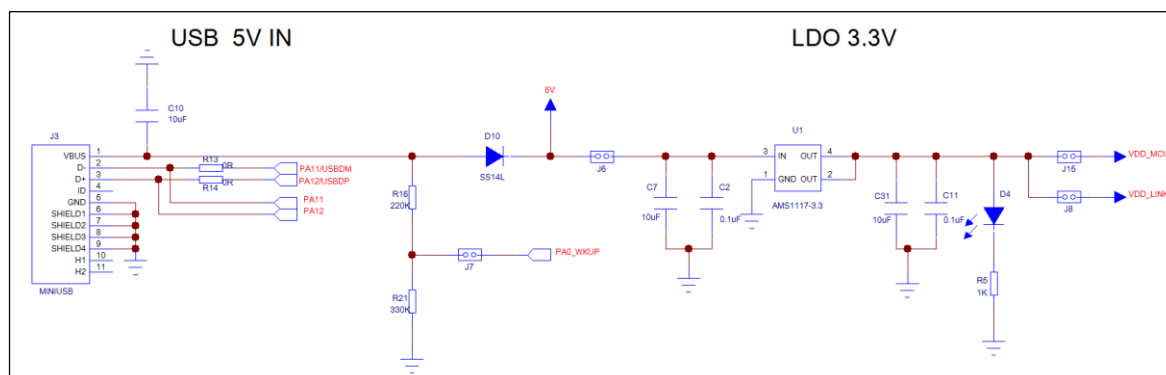 USB 5V IN
LDO 3.3V
C10
10uF
J3
VBUS 1
D- 2
D+ 3
ID 4
GND 5
SHIELD1 6
SHIELD2 7
SHIELD3 8
SHIELD4 9
H1 10
H2 11
MINIUSB
R13 0R
R14 0R
PA11/USBDM
PA12/USBDP
PA11
PA12
R16
220K
R21
330K
J7
PA0_WKUP
D10
SS14L
5V
J6
C7
10uF
C2
0.1uF
U1
3 IN OUT 4
1 GND OUT 2
AMS1117-3.3
C31
10uF
C11
0.1uF
D4
R5
1K
J15
VDD_MCU
J8
VDD_LINK